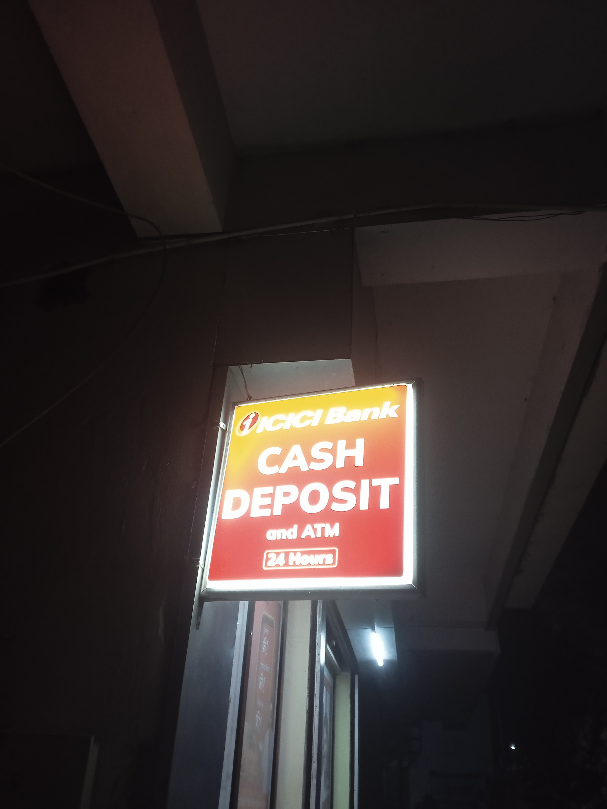 ICICI Bank
CASH
DEPOSIT
and ATM
24 Hours